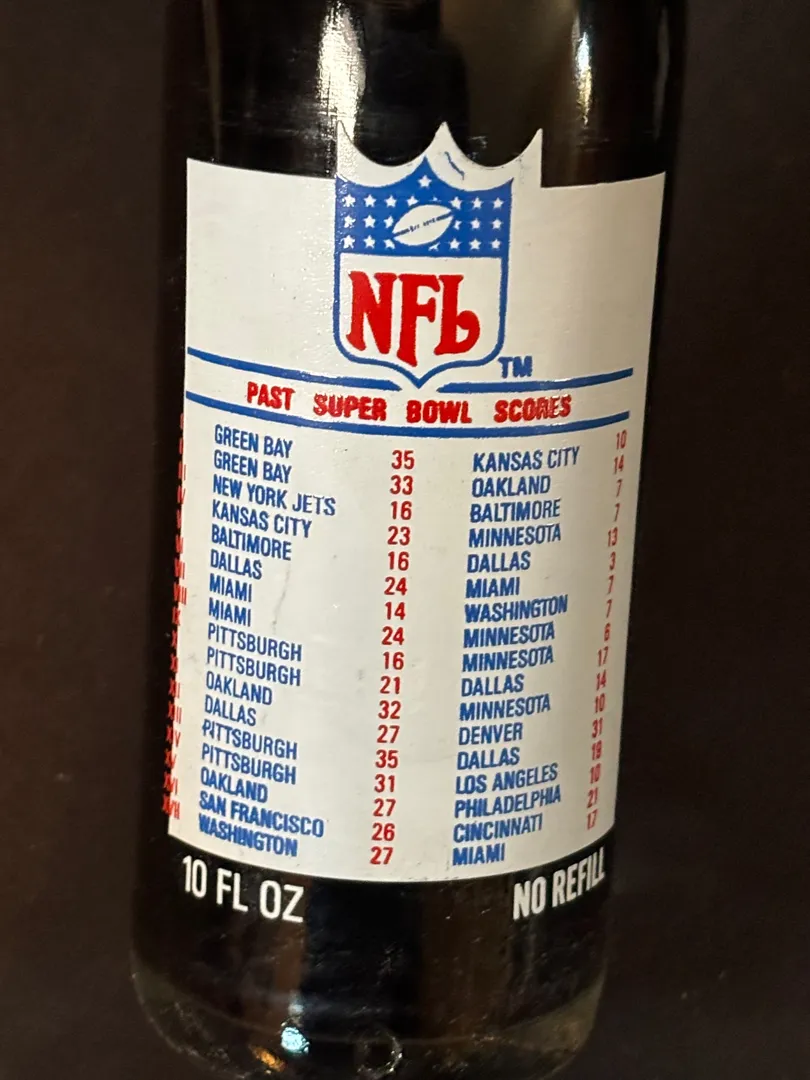 NFL
TM
PAST SUPER BOWL SCORES
GREEN BAY 35 KANSAS CITY 10
GREEN BAY 33 OAKLAND 14
NEW YORK JETS 16 BALTIMORE 7
KANSAS CITY 23 MINNESOTA 7
BALTIMORE 16 DALLAS 13
DALLAS 24 MIAMI 3
MIAMI 14 WASHINGTON 7
MIAMI 24 MINNESOTA 7
PITTSBURGH 16 MINNESOTA 6
PITTSBURGH 21 DALLAS 17
OAKLAND 32 MINNESOTA 14
DALLAS 27 DENVER 10
PITTSBURGH 35 DALLAS 31
PITTSBURGH 31 LOS ANGELES 19
OAKLAND 27 PHILADELPHIA 10
SAN FRANCISCO 26 CINCINNATI 21
WASHINGTON 27 MIAMI 17
10 FL OZ NO REFILL